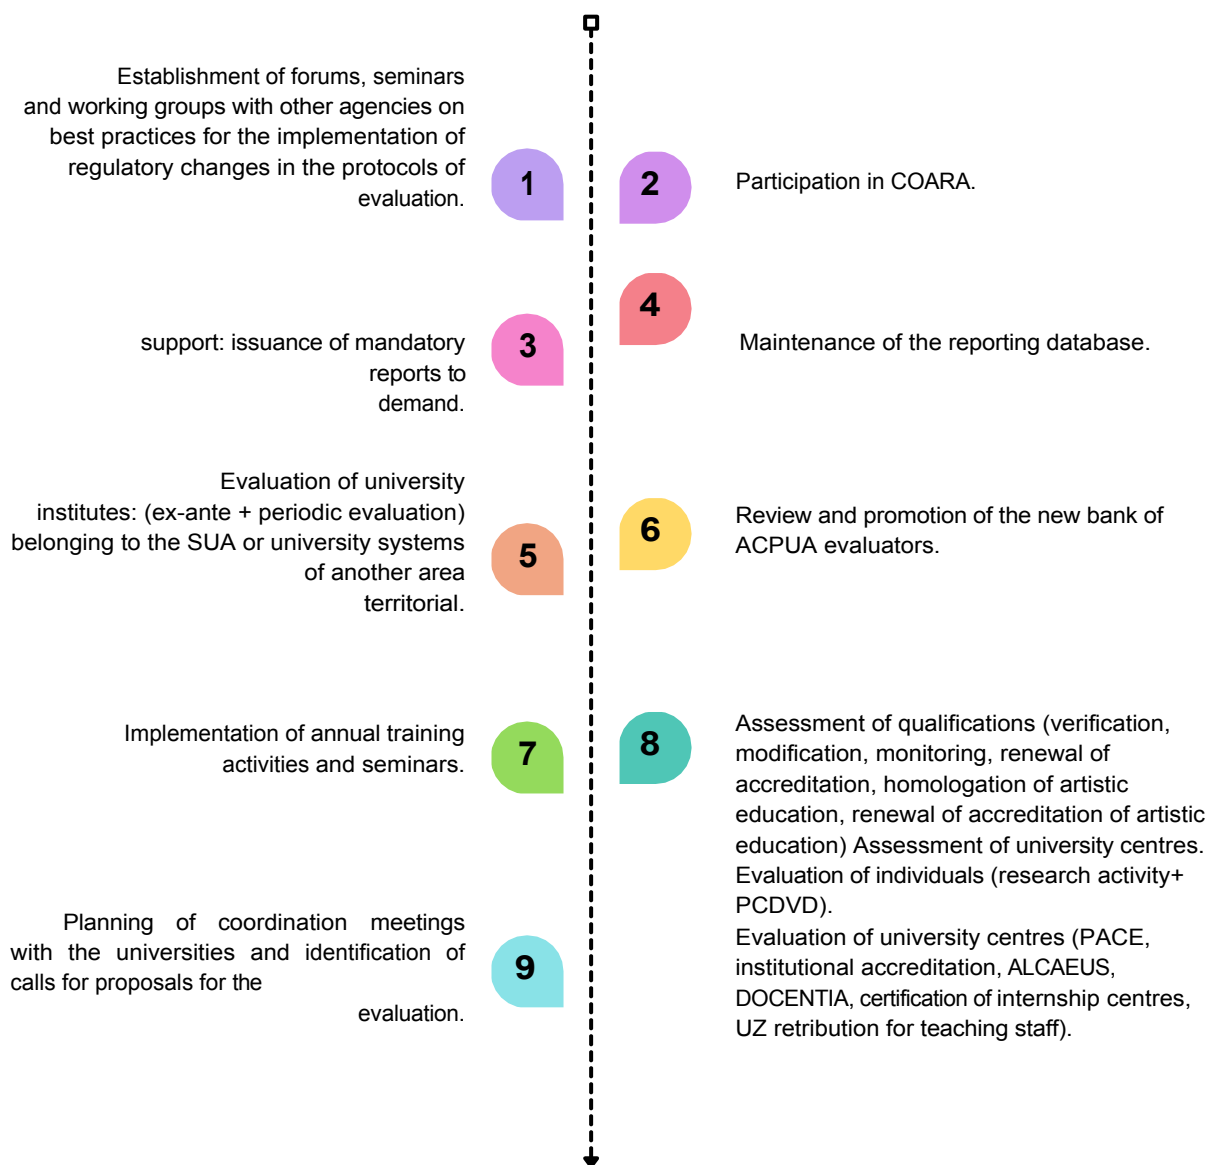 Establishment of forums, seminars
and working groups with other agencies on
best practices for the implementation of
regulatory changes in the protocols of
evaluation.
1
2
Participation in COARA.
3
support: issuance of mandatory
reports to
demand.
4
Maintenance of the reporting database.
Evaluation of university
institutes: (ex-ante + periodic evaluation)
belonging to the SUA or university systems
of another area
territorial.
5
6
Review and promotion of the new bank of
ACPUA evaluators.
Implementation of annual training
activities and seminars.
7
8
Assessment of qualifications (verification,
modification, monitoring, renewal of
accreditation, homologation of artistic
education, renewal of accreditation of artistic
education) Assessment of university centres.
Evaluation of individuals (research activity+
PCDVD).
Evaluation of university centres (PACE,
institutional accreditation, ALCAEUS,
DOCENTIA, certification of internship centres,
UZ retribution for teaching staff).
Planning of coordination meetings
with the universities and identification of
calls for proposals for the
evaluation.
9